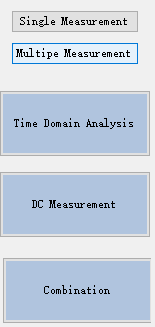 Single Measurement
Multipe Measurement
Time Domain Analysis
DC Measurement
Combination